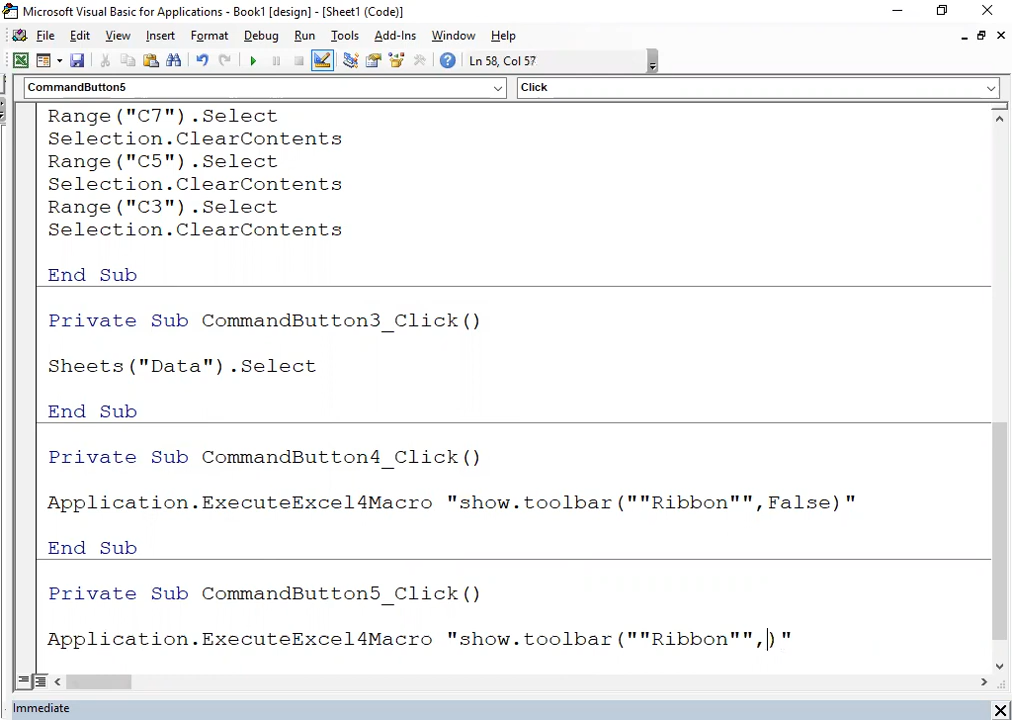 Microsoft Visual Basic for Applications - Book1 [design] - [Sheet1 (Code)]
File Edit View Insert Format Debug Run Tools Add-Ins Window Help
Ln 58, Col 57
CommandButton5 Click
Range("C7").Select
Selection.ClearContents
Range("C5").Select
Selection.ClearContents
Range("C3").Select
Selection.ClearContents
End Sub
Private Sub CommandButton3_Click()
Sheets("Data").Select
End Sub
Private Sub CommandButton4_Click()
Application.ExecuteExcel4Macro "show.toolbar(""Ribbon"",False)"
End Sub
Private Sub CommandButton5_Click()
Application.ExecuteExcel4Macro "show.toolbar(""Ribbon"",)"
Immediate